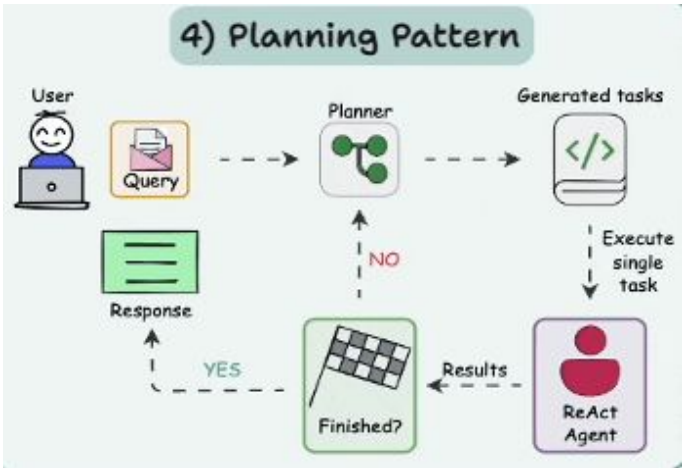 4) Planning Pattern
User
Query
Planner
Generated tasks
</>
Execute
single
task
NO
Response
YES
Finished?
Results
ReAct
Agent